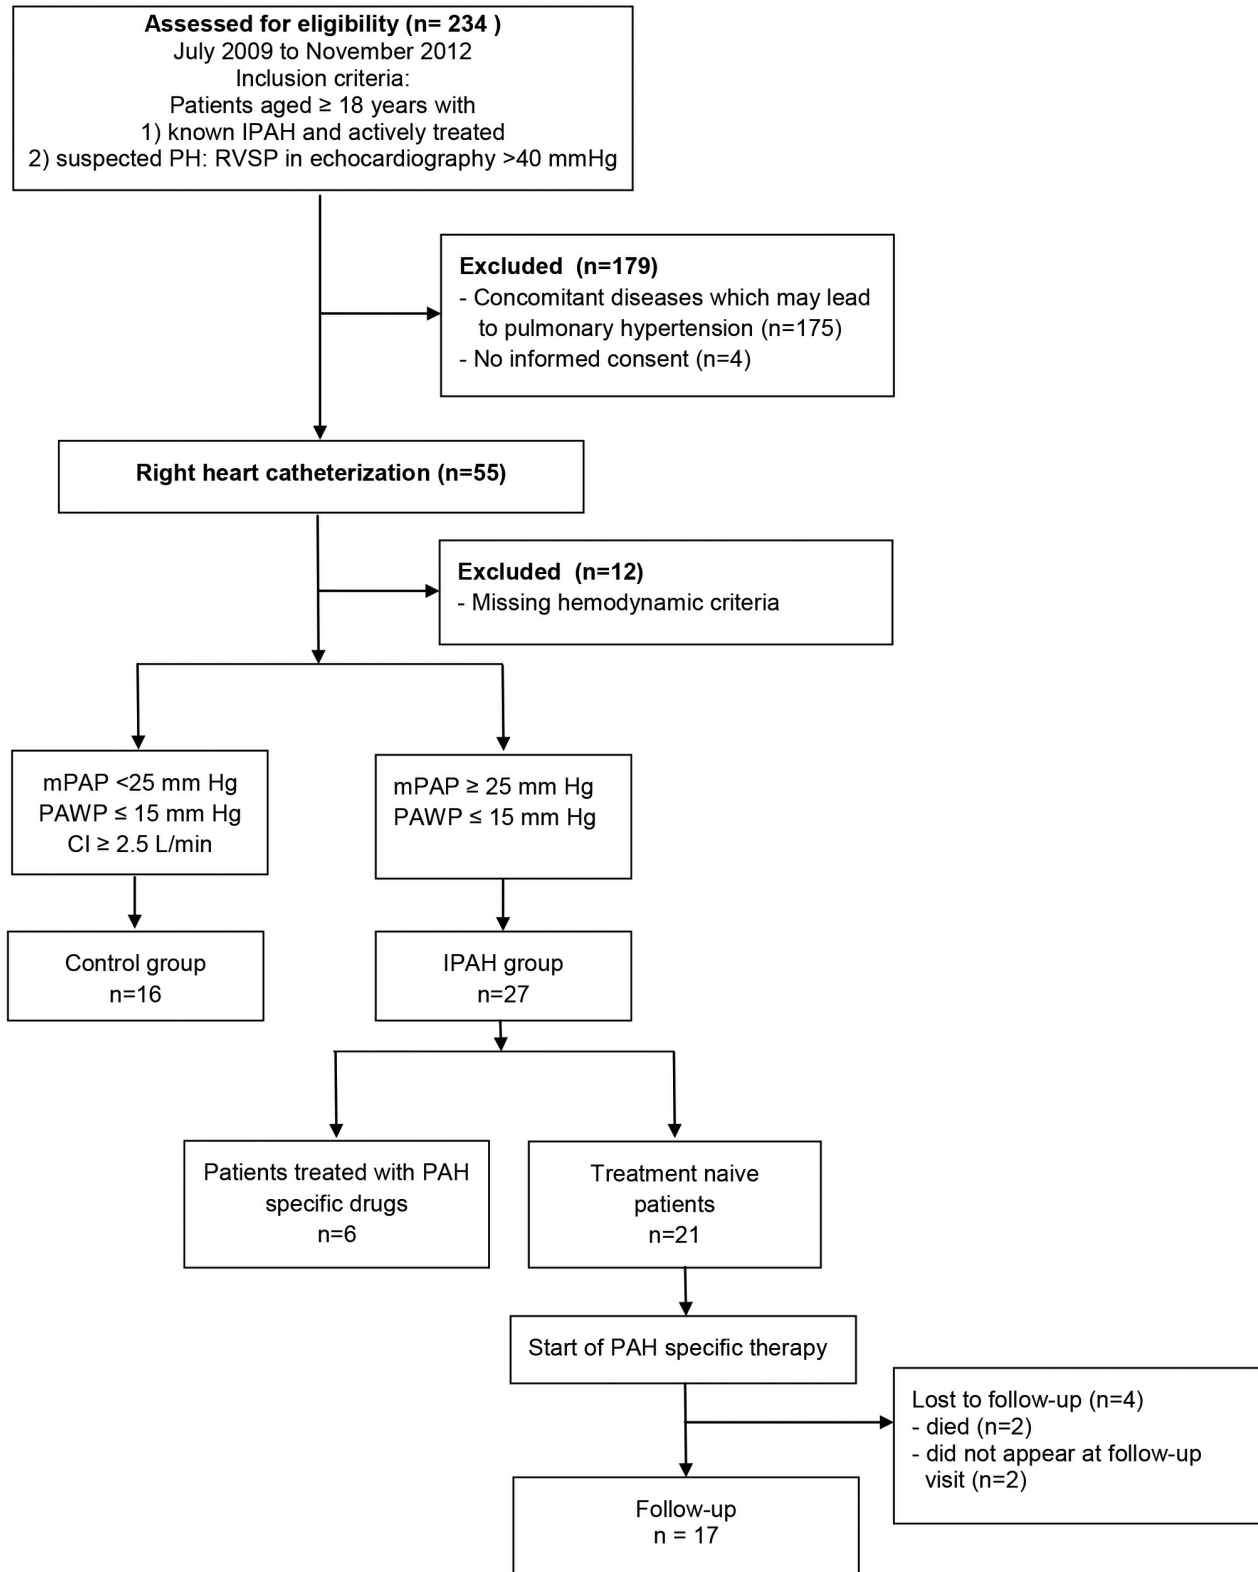 Assessed for eligibility (n= 234 )
July 2009 to November 2012
Inclusion criteria:
Patients aged ≥ 18 years with
1) known IPAH and actively treated
2) suspected PH: RVSP in echocardiography >40 mmHg
Excluded  (n=179)
- Concomitant diseases which may lead
to pulmonary hypertension (n=175)
- No informed consent (n=4)
Right heart catheterization (n=55)
Excluded  (n=12)
- Missing hemodynamic criteria
mPAP <25 mm Hg
PAWP ≤ 15 mm Hg
CI ≥ 2.5 L/min
mPAP ≥ 25 mm Hg
PAWP ≤ 15 mm Hg
Control group
n=16
IPAH group
n=27
Patients treated with PAH
specific drugs
n=6
Treatment naive
patients
n=21
Start of PAH specific therapy
Lost to follow-up (n=4)
- died (n=2)
- did not appear at follow-up
visit (n=2)
Follow-up
n = 17